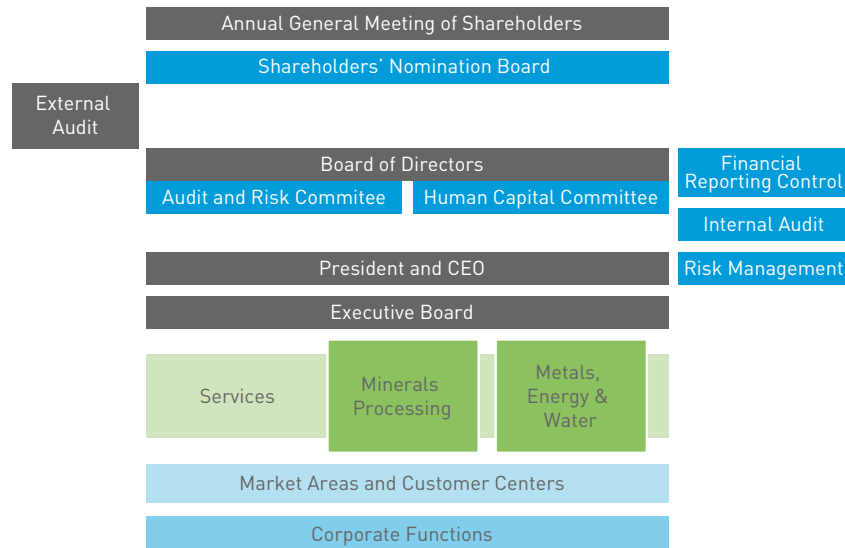 Annual General Meeting of Shareholders
Shareholders’ Nomination Board
External
Audit
Board of Directors
Financial
Reporting Control
Audit and Risk Commitee
Human Capital Committee
Internal Audit
President and CEO
Risk Management
Executive Board
Services
Minerals
Processing
Metals,
Energy &
Water
Market Areas and Customer Centers
Corporate Functions